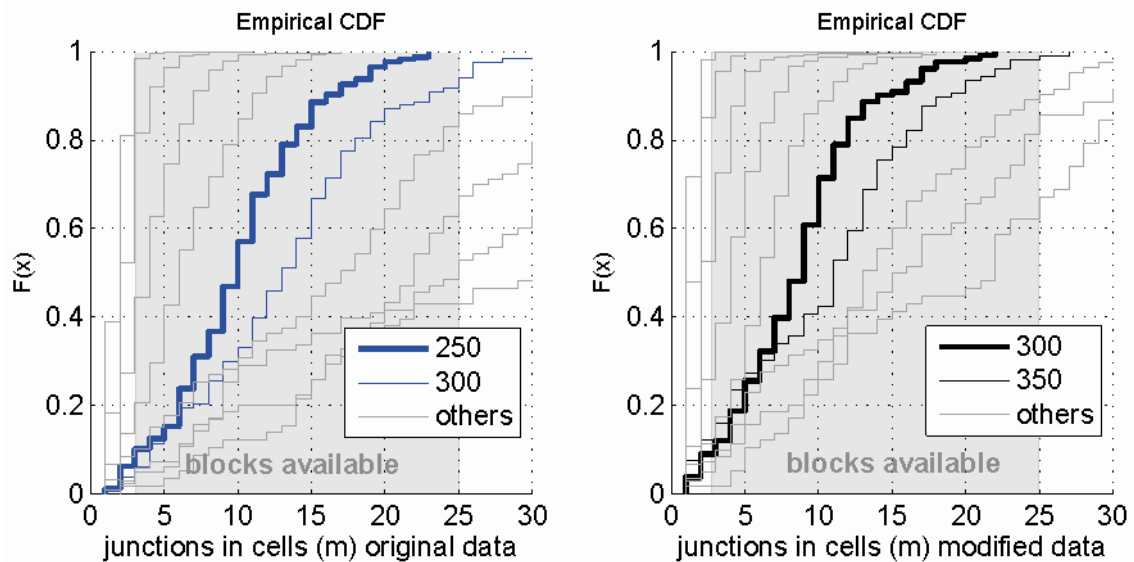 Empirical CDF
F(x)
1
0.8
0.6
0.4
0.2
0
250
300
others
blocks available
0 5 10 15 20 25 30
junctions in cells (m) original data
Empirical CDF
F(x)
1
0.8
0.6
0.4
0.2
0
300
350
others
blocks available
0 5 10 15 20 25 30
junctions in cells (m) modified data